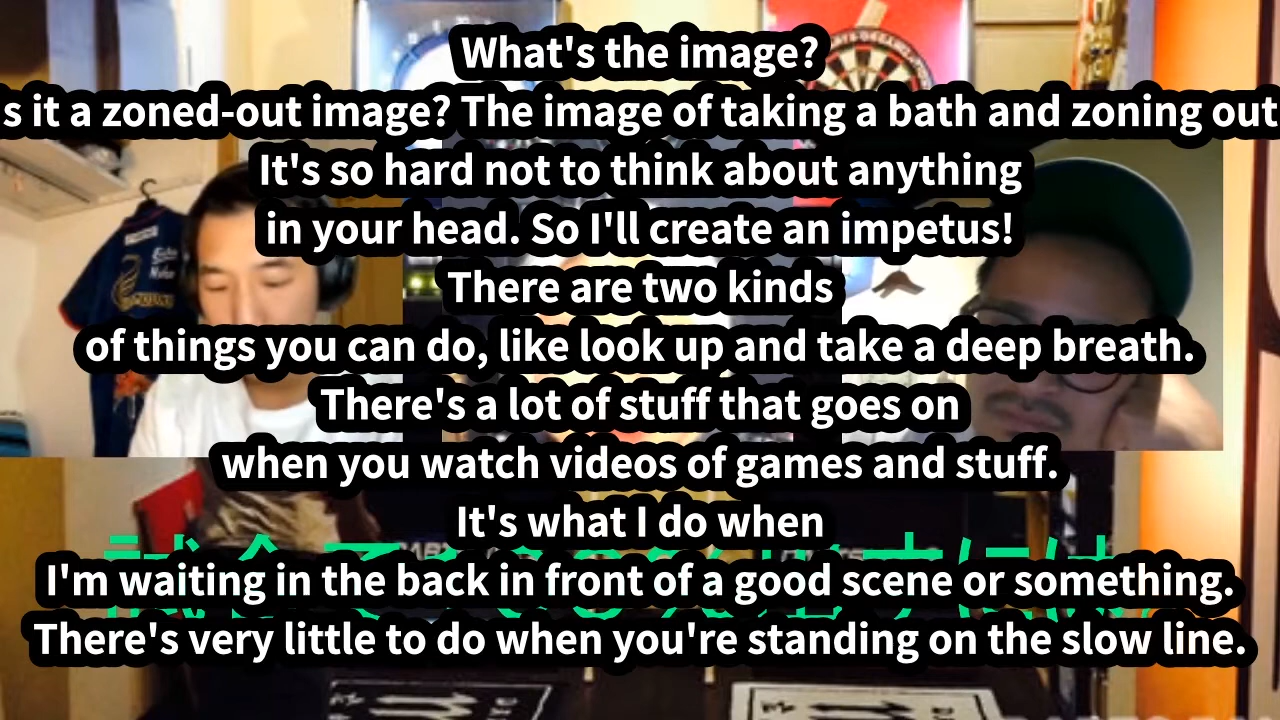 What's the image?
s it a zoned-out image? The image of taking a bath and zoning out
It's so hard not to think about anything
in your head. So I'll create an impetus!
There are two kinds
of things you can do, like look up and take a deep breath.
There's a lot of stuff that goes on
when you watch videos of games and stuff.
It's what I do when
I'm waiting in the back in front of a good scene or something.
There's very little to do when you're standing on the slow line.